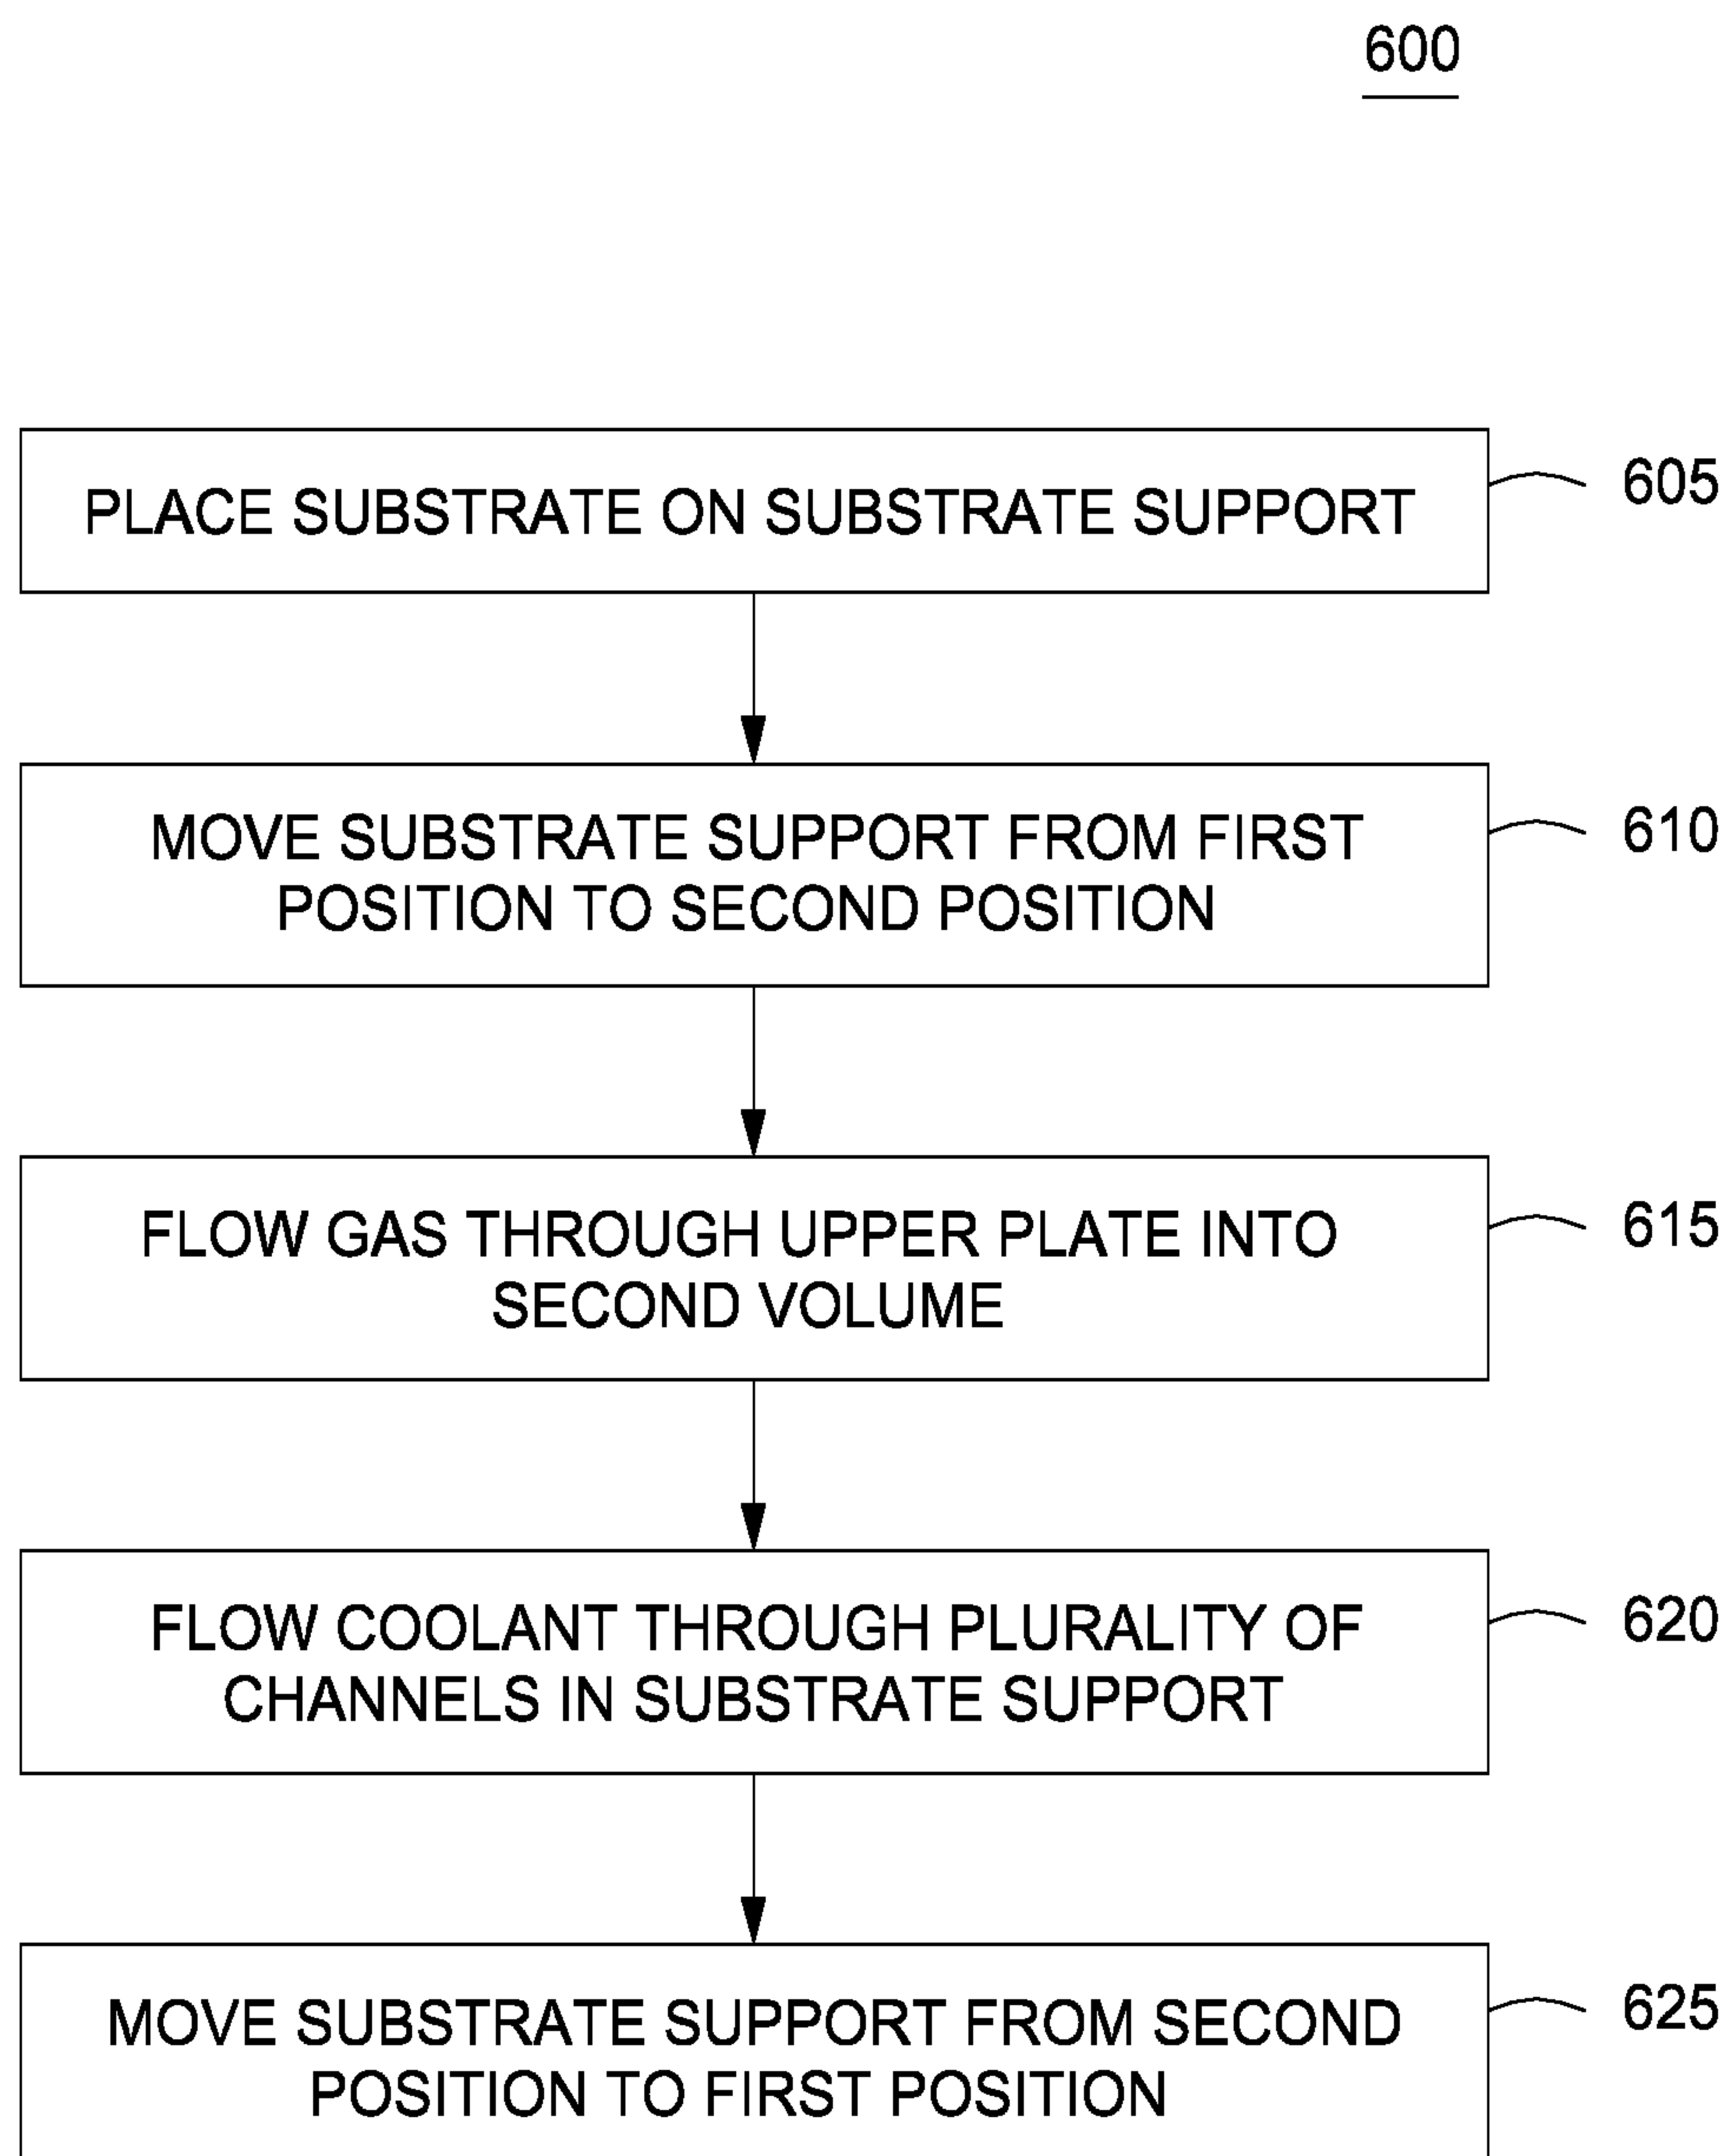 600
PLACE SUBSTRATE ON SUBSTRATE SUPPORT
605
MOVE SUBSTRATE SUPPORT FROM FIRST
POSITION TO SECOND POSITION
610
FLOW GAS THROUGH UPPER PLATE INTO
SECOND VOLUME
615
FLOW COOLANT THROUGH PLURALITY OF
CHANNELS IN SUBSTRATE SUPPORT
620
MOVE SUBSTRATE SUPPORT FROM SECOND
POSITION TO FIRST POSITION
625